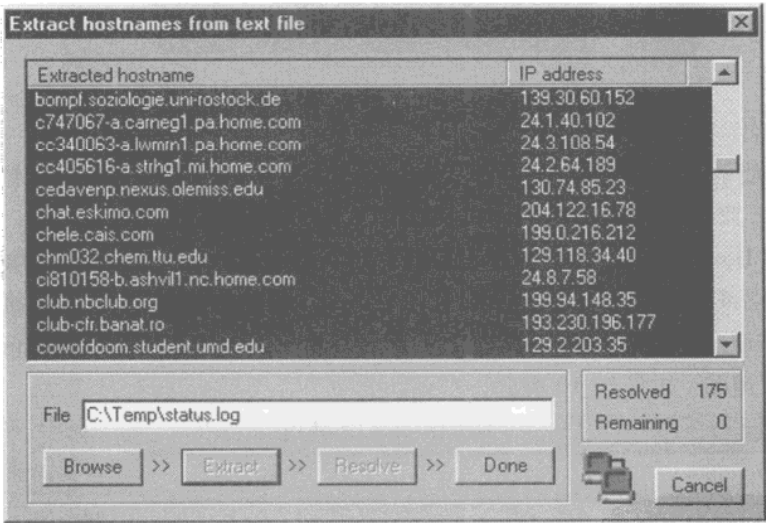 Extract hostnames from text file
Extracted hostname IP address
bompf.soziologie.uni-rostock.de 139.30.60.152
c747067-a.carneg1.pa.home.com 24.1.40.102
cc340063-a.lwmrn1.pa.home.com 24.3.108.54
cc405616-a.strhg1.mi.home.com 24.2.64.189
cedavenp.nexus.olemiss.edu 130.74.85.23
chat.eskimo.com 204.122.16.78
chele.cais.com 199.0.216.212
chm032.chem.ttu.edu 129.118.34.40
ci810158-b.ashvil1.nc.home.com 24.8.7.58
club.nbclub.org 199.94.148.35
club-cfr.banat.ro 193.230.196.177
cowofdoom.student.umd.edu 129.2.203.35
File C:\Temp\status.log
Resolved 175
Remaining 0
Browse >> Extract >> Resolve >> Done
Cancel